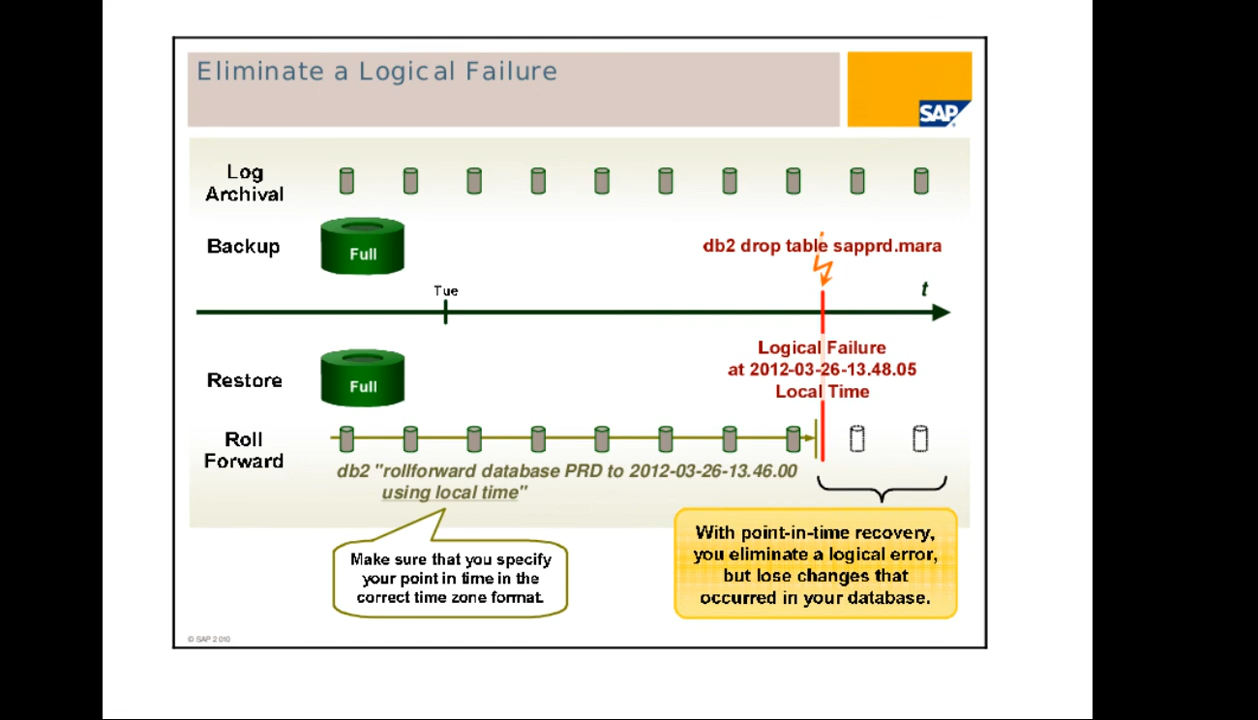 Eliminate a Logical Failure
SAP
Log
Archival
Backup
Full
db2 drop table sapprd.mara
Tue
t
Logical Failure
at 2012-03-26-13.48.05
Local Time
Restore
Full
Roll
Forward
db2 "rollforward database PRD to 2012-03-26-13.46.00
using local time"
Make sure that you specify
your point in time in the
correct time zone format.
With point-in-time recovery,
you eliminate a logical error,
but lose changes that
occurred in your database.
© SAP 2010